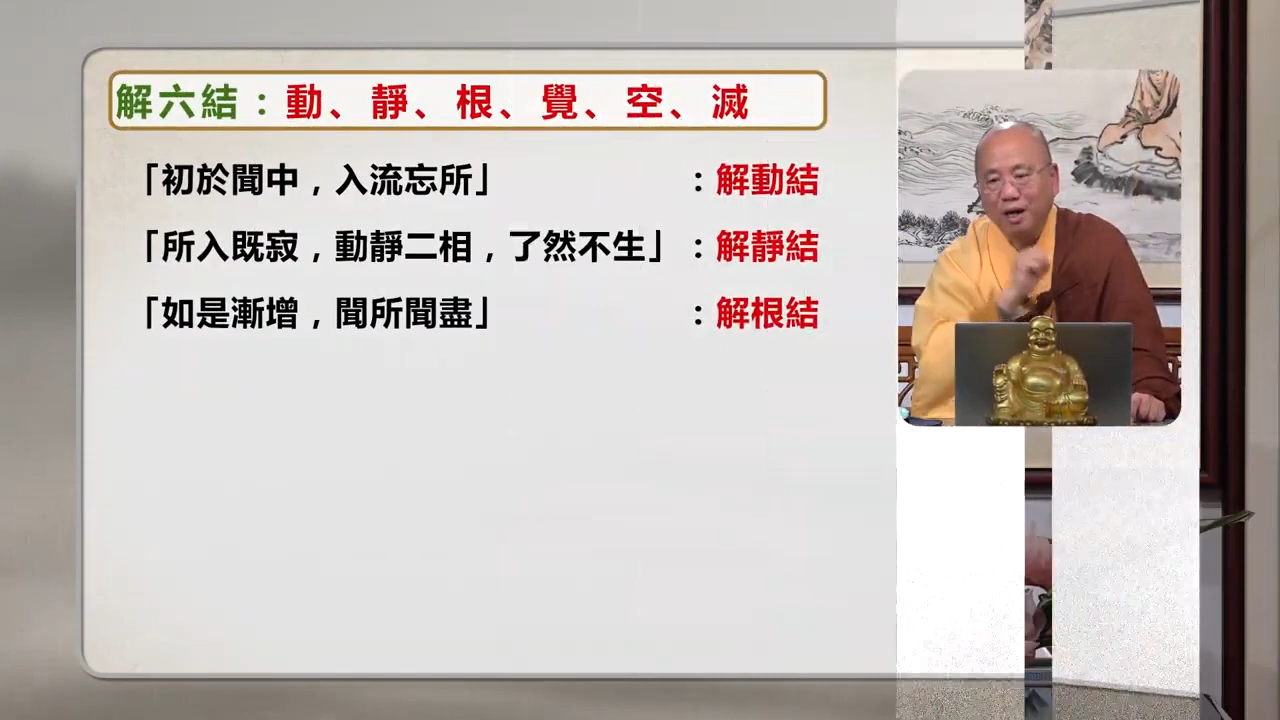 解六結：動、靜、根、覺、空、滅
「初於聞中，入流忘所」：解動結
「所入既寂，動靜二相，了然不生」：解靜結
「如是漸增，聞所聞盡」：解根結